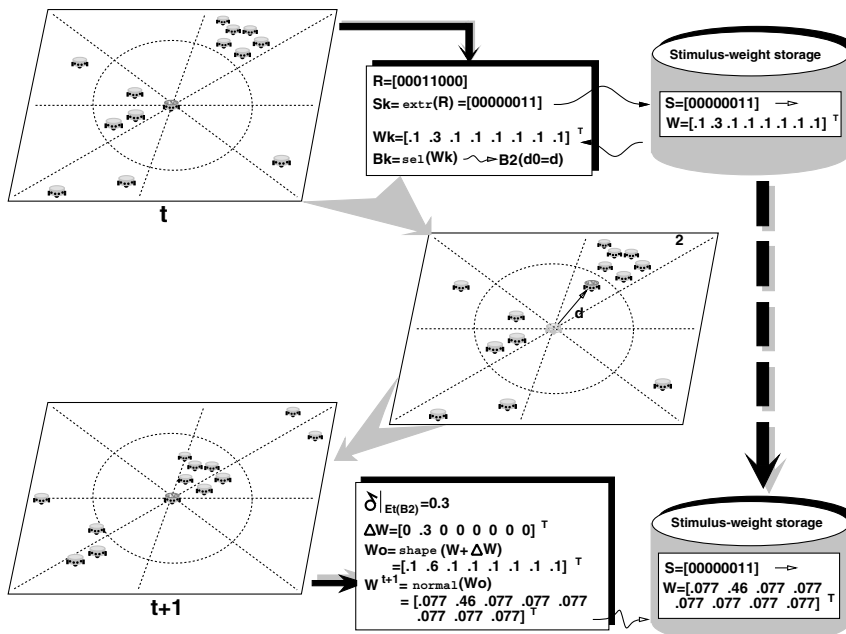 R=[00011000]
Sk= extr(R) =[00000011]
Wk=[.1 .3 .1 .1 .1 .1 .1 .1] T
Bk= sel(Wk) B2(d0=d)
Stimulus-weight storage
S=[00000011]
W=[.1 .3 .1 .1 .1 .1 .1 .1] T
t
2
d
t+1
δ|Et(B2)=0.3
ΔW=[0 .3 0 0 0 0 0 0] T
Wo= shape (W+ΔW)
=[.1 .6 .1 .1 .1 .1 .1 .1] T
W t+1= normal(Wo)
= [.077 .46 .077 .077 .077
.077 .077 .077] T
Stimulus-weight storage
S=[00000011]
W=[.077 .46 .077 .077
.077 .077 .077 .077] T